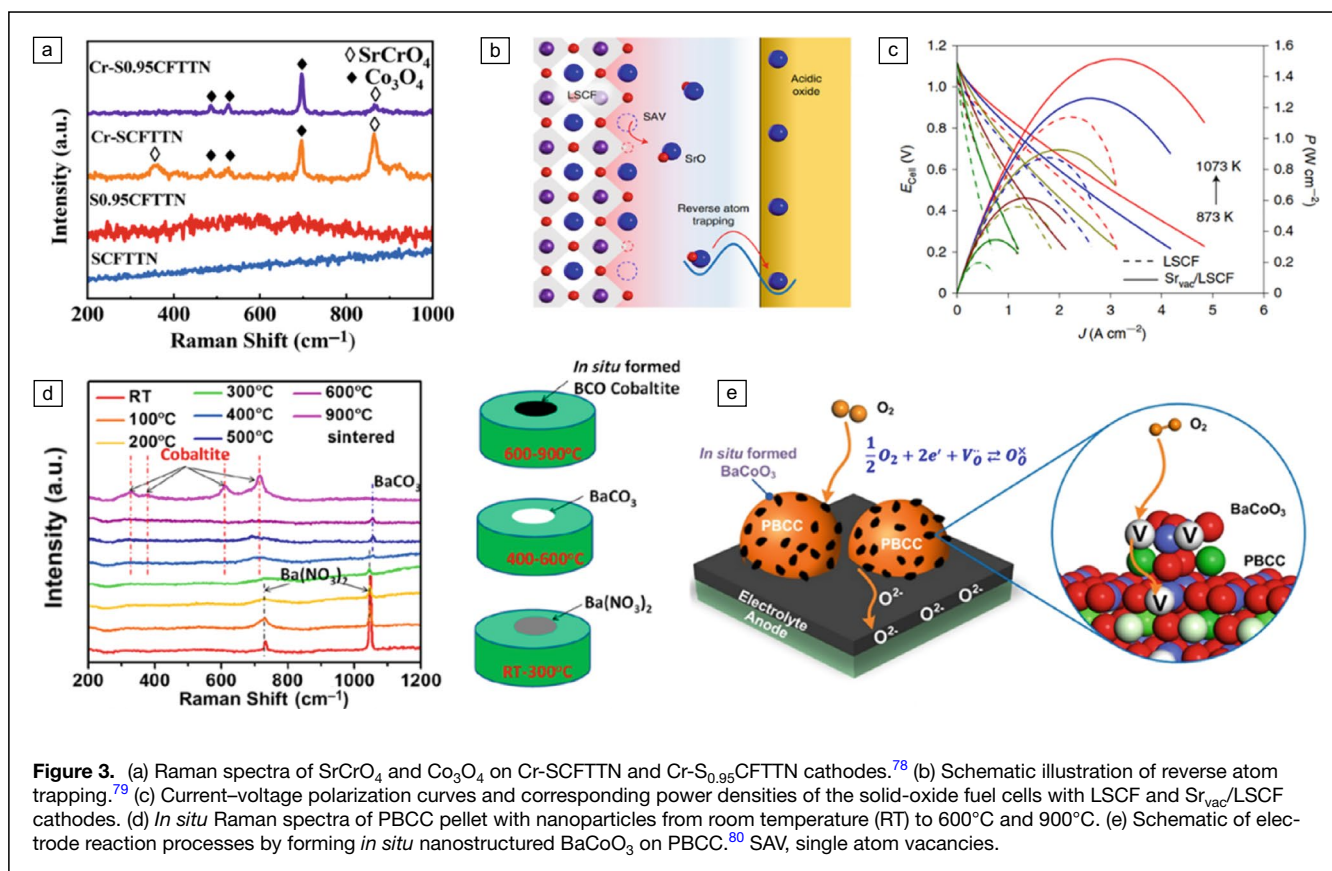 a
Intensity (a.u.)
◊ SrCrO₄
◆ Co₃O₄
Cr-S0.95CFTTN
Cr-SCFTTN
S0.95CFTTN
SCFTTN
200 400 600 800 1000
Raman Shift (cm⁻¹)
b
LSCF
SAV
SrO
Reverse atom
trapping
Acidic
oxide
c
1.2
1.0
0.8
0.6
0.4
0.2
0
E_Cell (V)
1.6
1.4
1.2
1.0
0.8
0.6
0.4
0.2
0
P (W cm⁻²)
1073 K
873 K
LSCF
Sr_vac/LSCF
0 1 2 3 4 5 6
J (A cm⁻²)
d
Intensity (a.u.)
RT 300°C 600°C
100°C 400°C 900°C
200°C 500°C sintered
Cobaltite
BaCO₃
Ba(NO₃)₂
200 400 600 800 1000 1200
Raman Shift (cm⁻¹)
In situ formed
BCO Cobaltite
600-900°C
BaCO₃
400-600°C
Ba(NO₃)₂
RT-300°C
e
O₂
1/2 O₂ + 2e′ + V_O^¨ ⇌ O_O^×
In situ formed
BaCoO₃
PBCC
PBCC
O²⁻
O²⁻ O²⁻ O²⁻
Electrolyte
Anode
O₂
BaCoO₃
V V
PBCC
V
Figure 3. (a) Raman spectra of SrCrO₄ and Co₃O₄ on Cr-SCFTTN and Cr-S₀.₉₅CFTTN cathodes.⁷⁸ (b) Schematic illustration of reverse atom
trapping.⁷⁹ (c) Current–voltage polarization curves and corresponding power densities of the solid-oxide fuel cells with LSCF and Sr_vac/LSCF
cathodes. (d) In situ Raman spectra of PBCC pellet with nanoparticles from room temperature (RT) to 600°C and 900°C. (e) Schematic of elec-
trode reaction processes by forming in situ nanostructured BaCoO₃ on PBCC.⁸⁰ SAV, single atom vacancies.